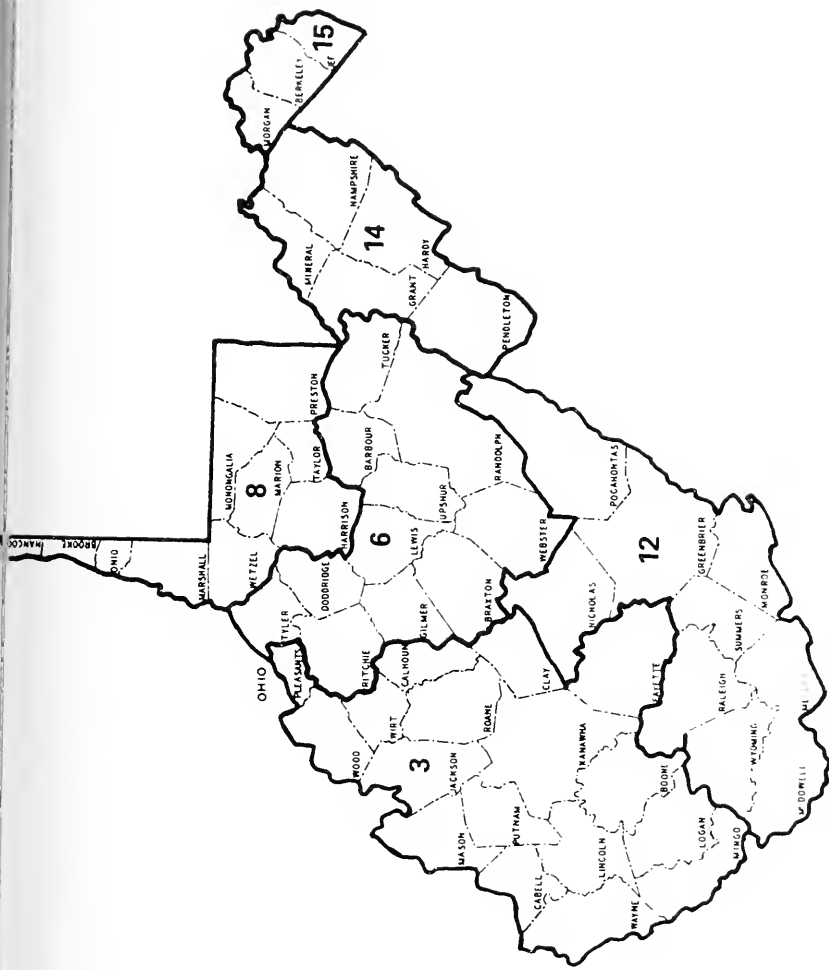 HANCOC
BROOKE
OHIO
MARSHALL
WETZEL
MONONGALIA
8
MARION
PRESTON
TAYLOR
HARRISON
DODDRIDGE
TYLER
PLEASANTS
OHIO
RITCHIE
WOOD
WIRT
CALHOUN
GILMER
LEWIS
6
UPSHUR
BARBOUR
TUCKER
RANDOLPH
WEBSTER
BRAXTON
ROANE
JACKSON
3
MASON
PUTNAM
CABELL
WAYNE
LINCOLN
KANAWHA
CLAY
NICHOLAS
POCAHONTAS
12
GREENBRIER
FAYETTE
BOONE
LOGAN
MINGO
WYOMING
RALEIGH
SUMMERS
MONROE
McDOWELL
MINERAL
HAMPSHIRE
14
GRANT
HARDY
PENDLETON
MORGAN
BERKELEY
15